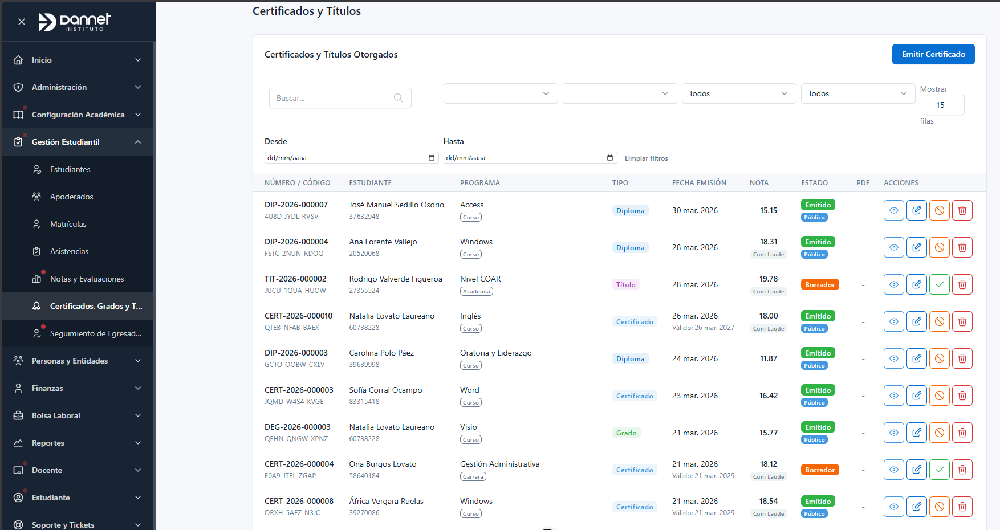 Dannet
INSTITUTO
Inicio
Administración
Configuración Académica
Gestión Estudiantil
Estudiantes
Apoderados
Matrículas
Asistencias
Notas y Evaluaciones
Certificados, Grados y T...
Seguimiento de Egresad...
Personas y Entidades
Finanzas
Bolsa Laboral
Reportes
Docente
Estudiante
Soporte y Tickets
Certificados y Títulos
Certificados y Títulos Otorgados
Emitir Certificado
Buscar...
Todos
Todos
Mostrar
15
filas
Desde
Hasta
dd/mm/aaaa
dd/mm/aaaa
Limpiar filtros
NÚMERO / CÓDIGO ESTUDIANTE PROGRAMA TIPO FECHA EMISIÓN NOTA ESTADO PDF ACCIONES
DIP-2026-000007 José Manuel Sedillo Osorio Access Diploma 30 mar. 2026 15.15 Emitido -
4U8D-JYDL-RVSV 37632948 Curso Público
DIP-2026-000004 Ana Lorente Vallejo Windows Diploma 28 mar. 2026 18.31 Emitido -
FSTC-2NUN-RDOQ 20520068 Curso Cum Laude Público
TIT-2026-000002 Rodrigo Valverde Figueroa Nivel COAR Título 28 mar. 2026 19.78 Borrador -
JUCU-1QUA-HUOW 27355524 Academia Cum Laude
CERT-2026-000010 Natalia Lovato Laureano Inglés Certificado 26 mar. 2026 18.00 Emitido -
QTEB-NFAB-BAEX 60738228 Curso Válido: 26 mar. 2027 Cum Laude Público
DIP-2026-000003 Carolina Polo Páez Oratoria y Liderazgo Diploma 24 mar. 2026 11.87 Emitido -
GCTO-OOBW-CXLV 39639998 Curso Público
CERT-2026-000003 Sofía Corral Ocampo Word Certificado 23 mar. 2026 16.42 Emitido -
JQMD-W4S4-KVGE 83315418 Curso Público
DEG-2026-000003 Natalia Lovato Laureano Visio Grado 21 mar. 2026 15.77 Emitido -
QEHN-QNGW-XPNZ 60738228 Curso Público
CERT-2026-000004 Ona Burgos Lovato Gestión Administrativa Certificado 21 mar. 2026 18.12 Borrador -
E0A9-JTEL-ZGAP 58640184 Carrera Válido: 21 mar. 2029 Cum Laude
CERT-2026-000008 África Vergara Ruelas Windows Certificado 21 mar. 2026 18.54 Emitido -
ORXH-5AEZ-N3JC 39270086 Curso Válido: 21 mar. 2029 Cum Laude Público